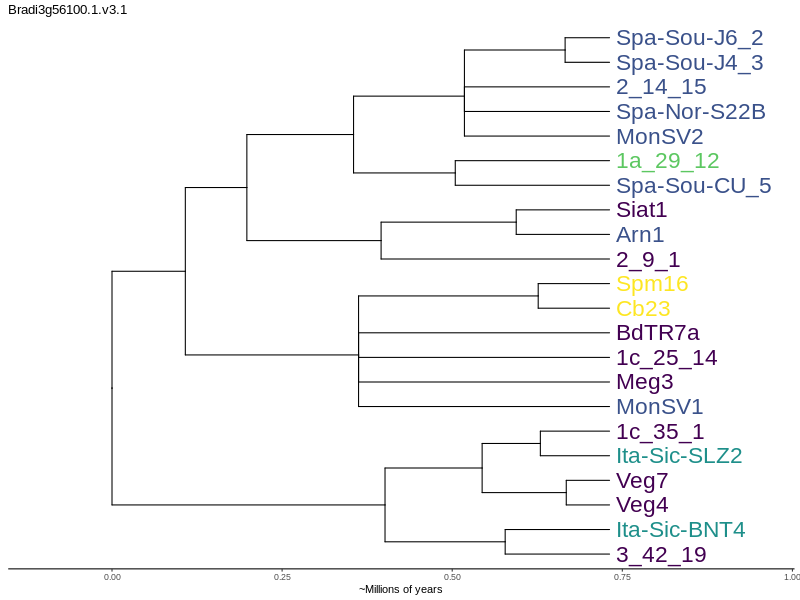 Bradi3g56100.1.v3.1
Spa-Sou-J6_2
Spa-Sou-J4_3
2_14_15
Spa-Nor-S22B
MonSV2
1a_29_12
Spa-Sou-CU_5
Siat1
Arn1
2_9_1
Spm16
Cb23
BdTR7a
1c_25_14
Meg3
MonSV1
1c_35_1
Ita-Sic-SLZ2
Veg7
Veg4
Ita-Sic-BNT4
3_42_19
0.00 0.25 0.50 0.75 1.00
~Millions of years